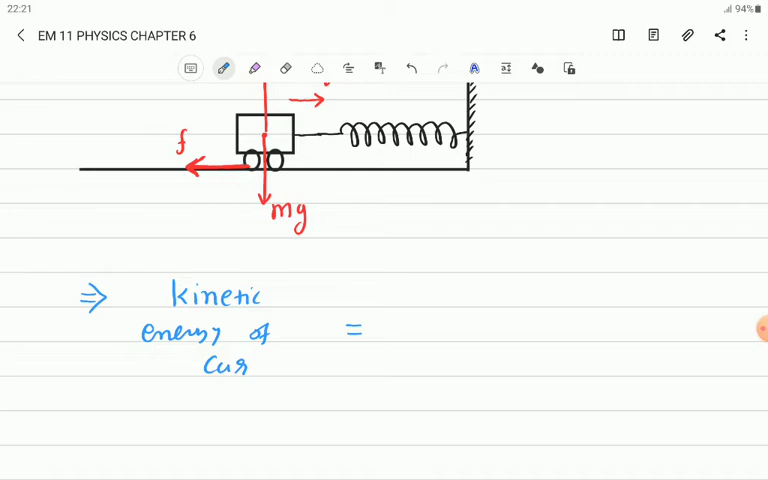 22:21
94%
EM 11 PHYSICS CHAPTER 6
f
mg
⇒ kinetic
energy of =
Car